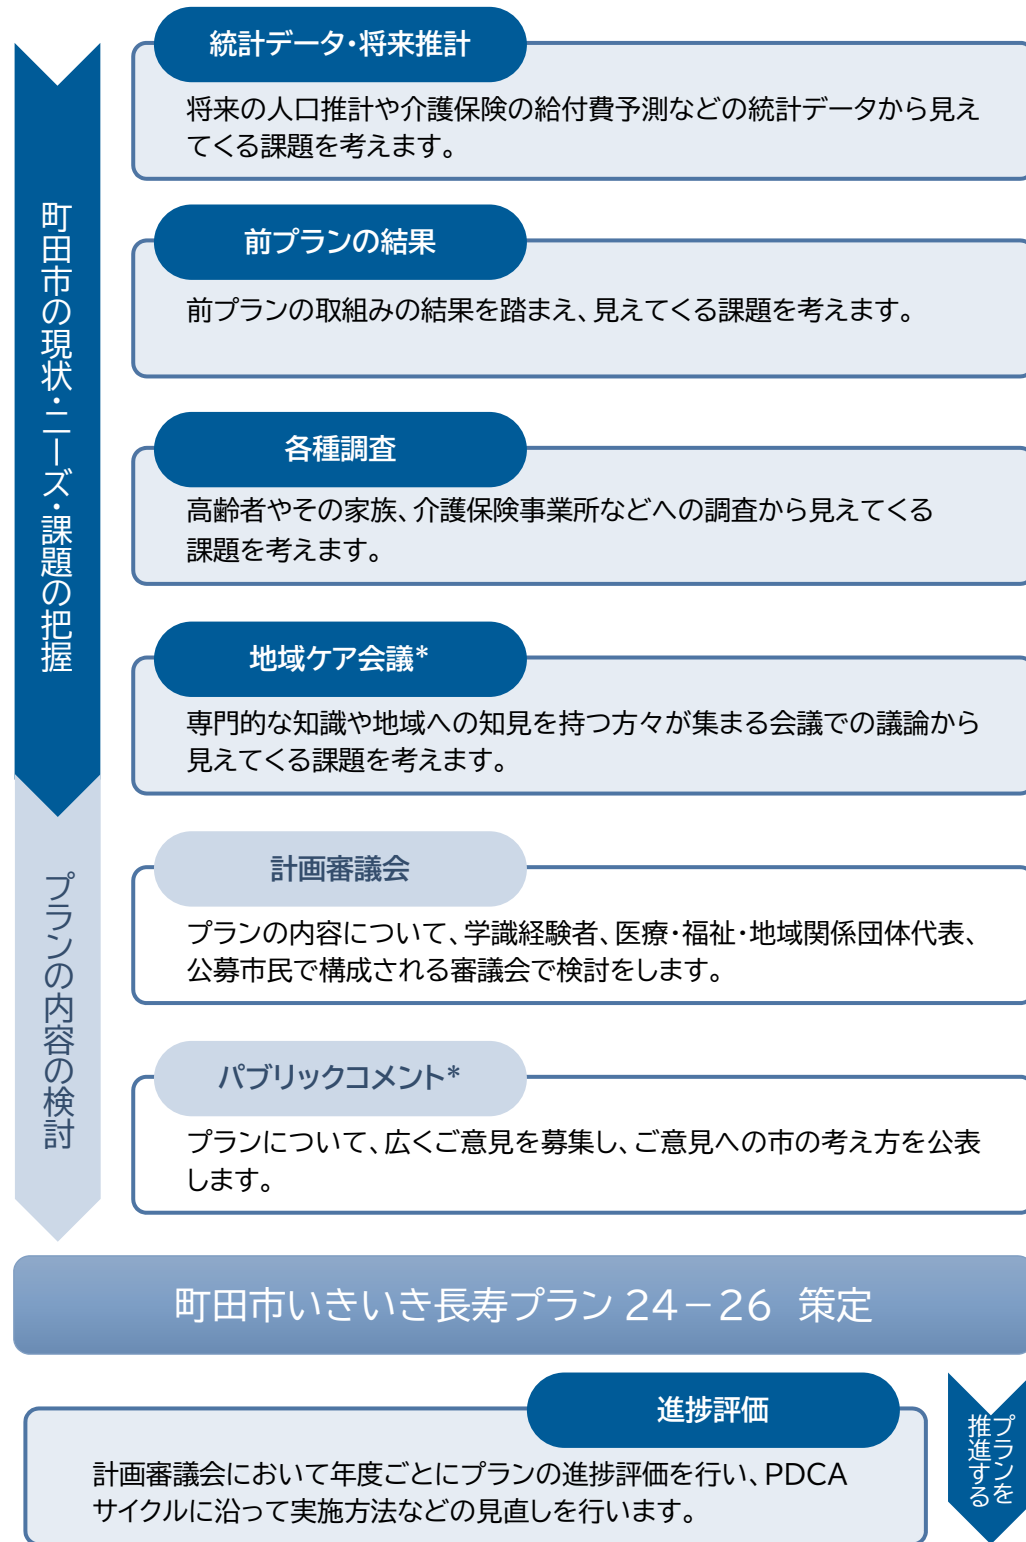 町田市の現状・ニーズ・課題の把握
統計データ・将来推計
将来の人口推計や介護保険の給付費予測などの統計データから見え
てくる課題を考えます。
前プランの結果
前プランの取組みの結果を踏まえ、見えてくる課題を考えます。
各種調査
高齢者やその家族、介護保険事業所などへの調査から見えてくる
課題を考えます。
地域ケア会議*
専門的な知識や地域への知見を持つ方々が集まる会議での議論から
見えてくる課題を考えます。
プランの内容の検討
計画審議会
プランの内容について、学識経験者、医療・福祉・地域関係団体代表、
公募市民で構成される審議会で検討をします。
パブリックコメント*
プランについて、広くご意見を募集し、ご意見への市の考え方を公表
します。
町田市いきいき長寿プラン 24－26　策定
進捗評価
計画審議会において年度ごとにプランの進捗評価を行い、PDCA
サイクルに沿って実施方法などの見直しを行います。
プランを
推進する